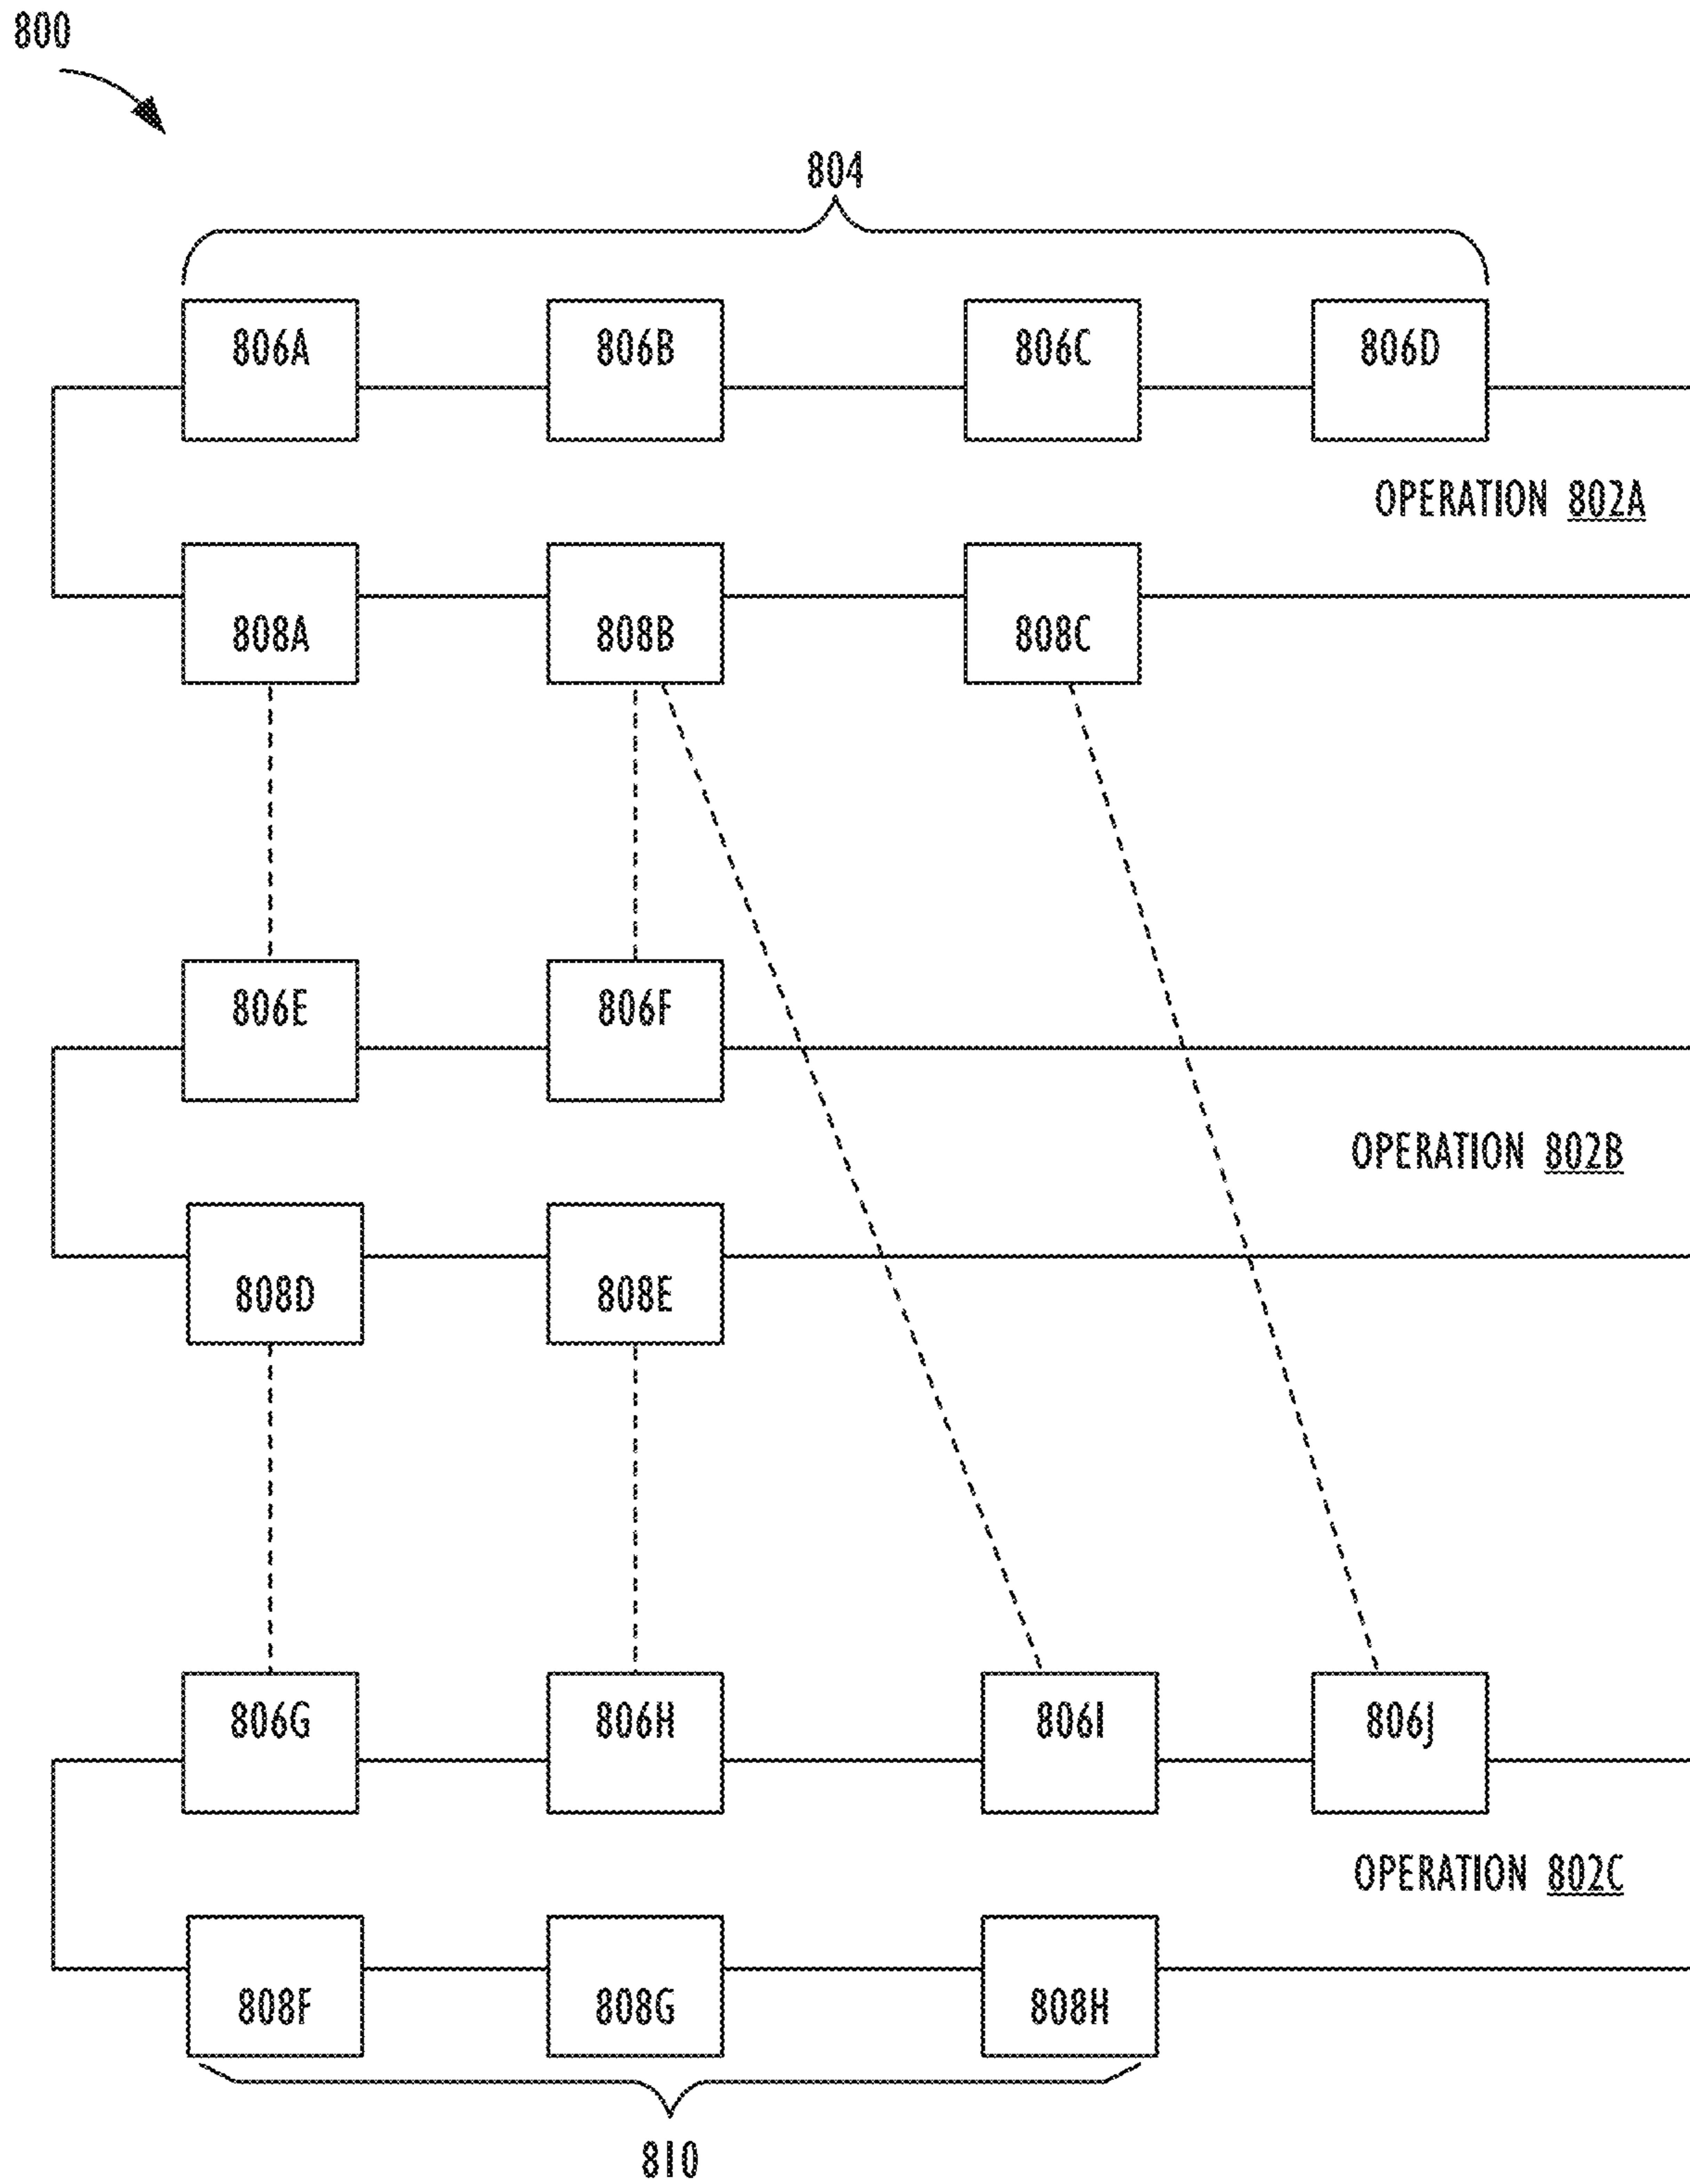 800
804
806A 806B 806C 806D
OPERATION 802A
808A 808B 808C
806E 806F
OPERATION 802B
808D 808E
806G 806H 806I 806J
OPERATION 802C
808F 808G 808H
810